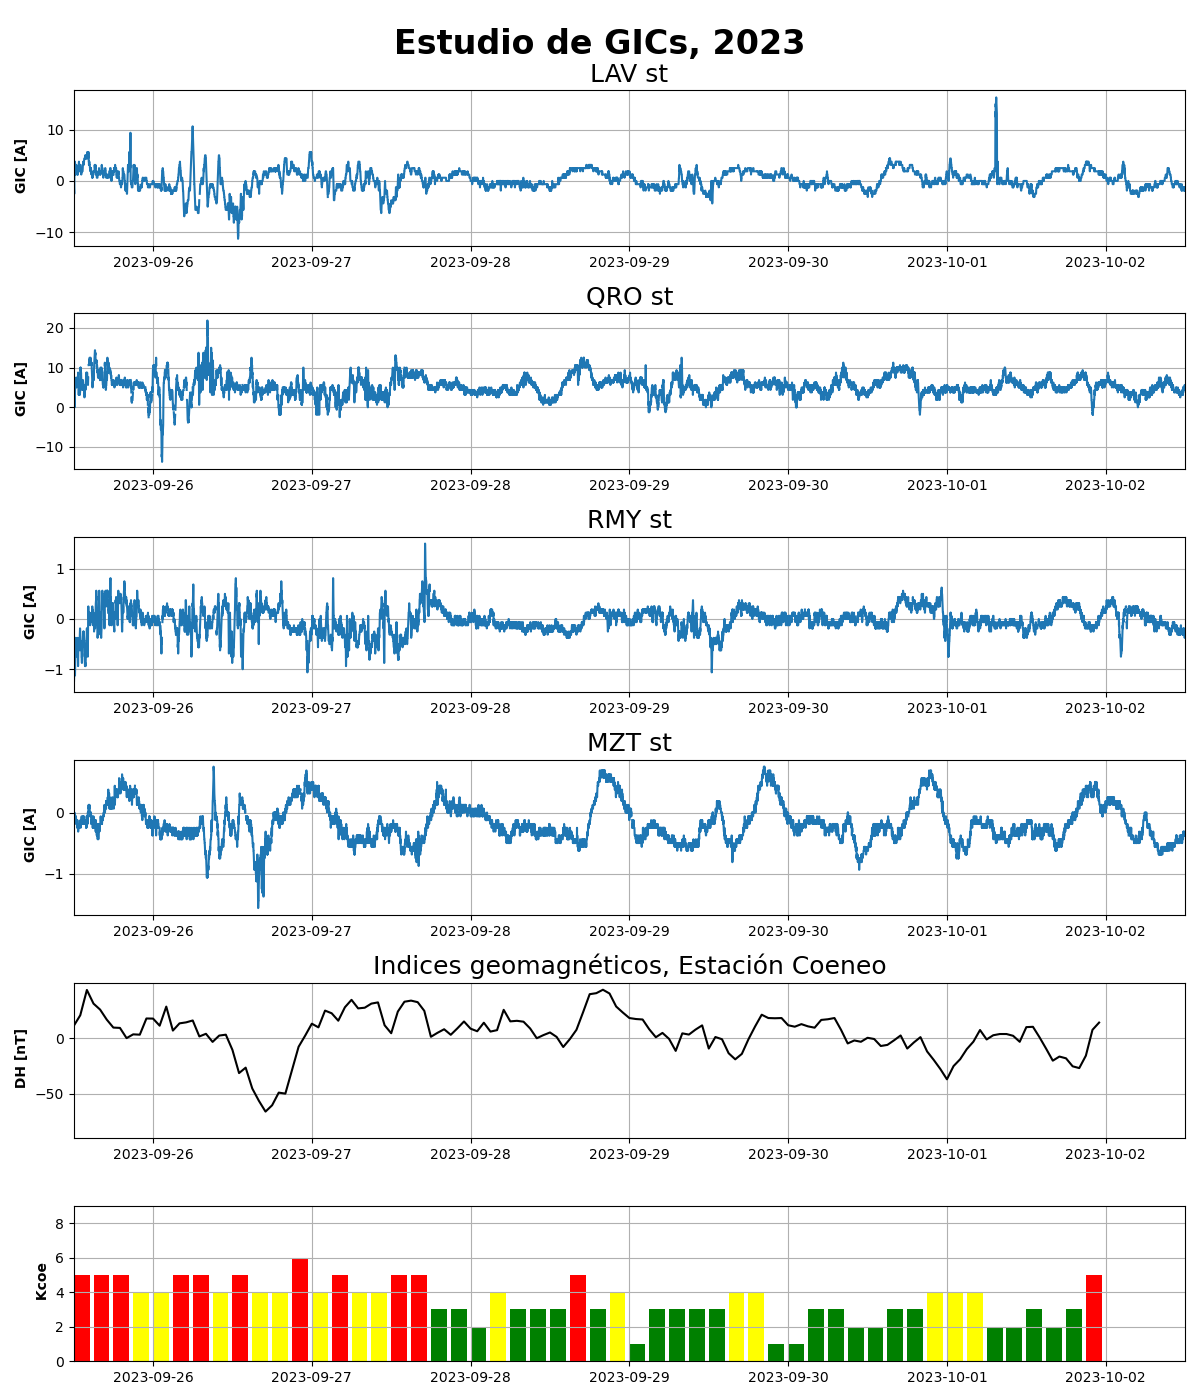 Estudio de GICs, 2023
LAV st
GIC [A]
10
0
−10
2023-09-26 2023-09-27 2023-09-28 2023-09-29 2023-09-30 2023-10-01 2023-10-02
QRO st
GIC [A]
20
10
0
−10
2023-09-26 2023-09-27 2023-09-28 2023-09-29 2023-09-30 2023-10-01 2023-10-02
RMY st
GIC [A]
1
0
−1
2023-09-26 2023-09-27 2023-09-28 2023-09-29 2023-09-30 2023-10-01 2023-10-02
MZT st
GIC [A]
0
−1
2023-09-26 2023-09-27 2023-09-28 2023-09-29 2023-09-30 2023-10-01 2023-10-02
Indices geomagnéticos, Estación Coeneo
DH [nT]
0
−50
2023-09-26 2023-09-27 2023-09-28 2023-09-29 2023-09-30 2023-10-01 2023-10-02
Kcoe
8
6
4
2
0
2023-09-26 2023-09-27 2023-09-28 2023-09-29 2023-09-30 2023-10-01 2023-10-02